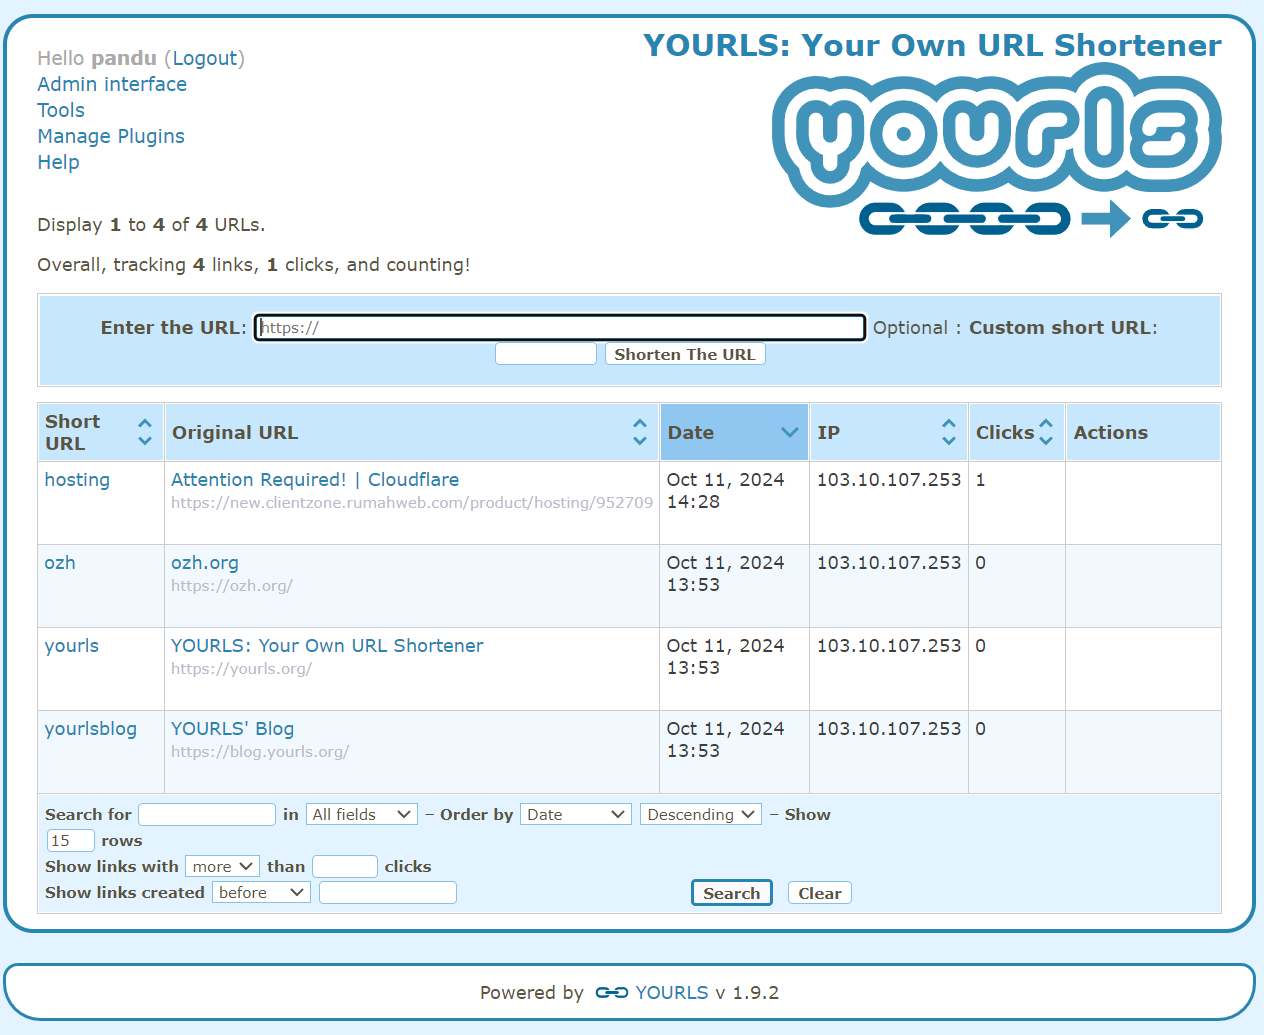 Hello pandu (Logout)
Admin interface
Tools
Manage Plugins
Help
YOURLS: Your Own URL Shortener
yourls
Display 1 to 4 of 4 URLs.
Overall, tracking 4 links, 1 clicks, and counting!
Enter the URL: https:// Optional : Custom short URL:
Shorten The URL
Short URL Original URL Date IP Clicks Actions
hosting Attention Required! | Cloudflare Oct 11, 2024 103.10.107.253 1
https://new.clientzone.rumahweb.com/product/hosting/952709 14:28
ozh ozh.org Oct 11, 2024 103.10.107.253 0
https://ozh.org/ 13:53
yourls YOURLS: Your Own URL Shortener Oct 11, 2024 103.10.107.253 0
https://yourls.org/ 13:53
yourlsblog YOURLS' Blog Oct 11, 2024 103.10.107.253 0
https://blog.yourls.org/ 13:53
Search for in All fields – Order by Date Descending – Show
15 rows
Show links with more than clicks
Show links created before Search Clear
Powered by YOURLS v 1.9.2